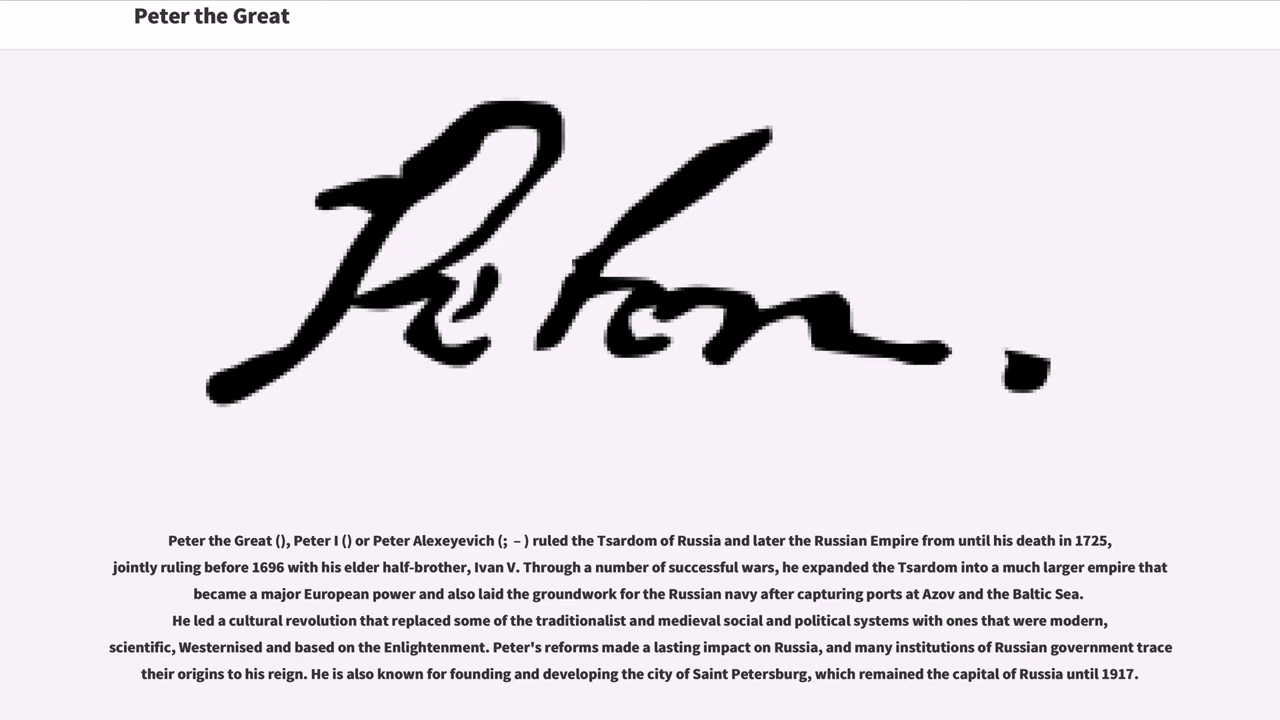 Peter the Great
Peter the Great (), Peter I () or Peter Alexeyevich (; – ) ruled the Tsardom of Russia and later the Russian Empire from until his death in 1725,
jointly ruling before 1696 with his elder half-brother, Ivan V. Through a number of successful wars, he expanded the Tsardom into a much larger empire that
became a major European power and also laid the groundwork for the Russian navy after capturing ports at Azov and the Baltic Sea.
He led a cultural revolution that replaced some of the traditionalist and medieval social and political systems with ones that were modern,
scientific, Westernised and based on the Enlightenment. Peter's reforms made a lasting impact on Russia, and many institutions of Russian government trace
their origins to his reign. He is also known for founding and developing the city of Saint Petersburg, which remained the capital of Russia until 1917.